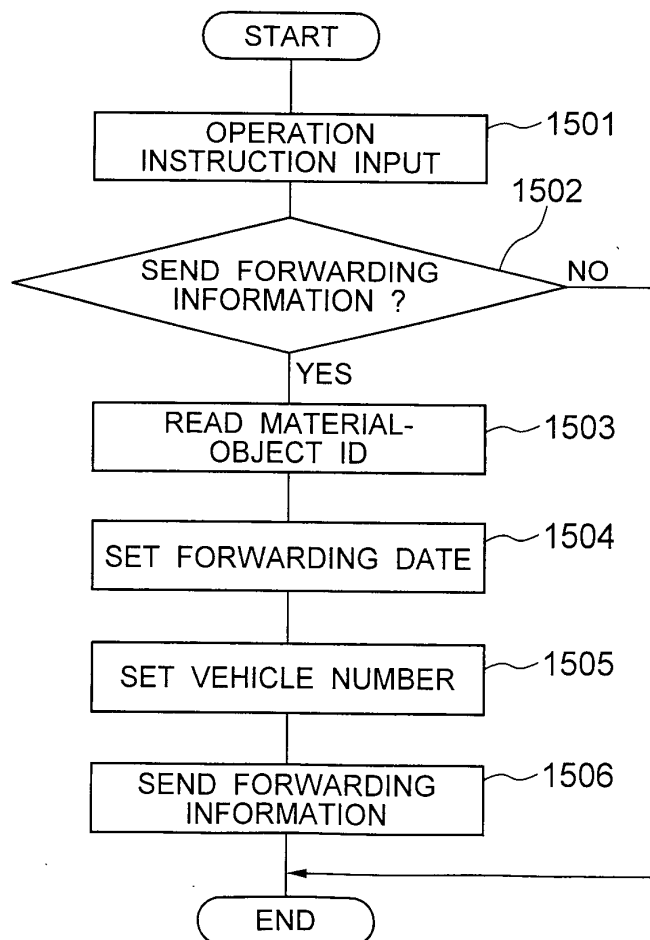 START
OPERATION
INSTRUCTION INPUT
1501
1502
SEND FORWARDING
INFORMATION ?
NO
YES
READ MATERIAL-
OBJECT ID
1503
SET FORWARDING DATE
1504
SET VEHICLE NUMBER
1505
SEND FORWARDING
INFORMATION
1506
END